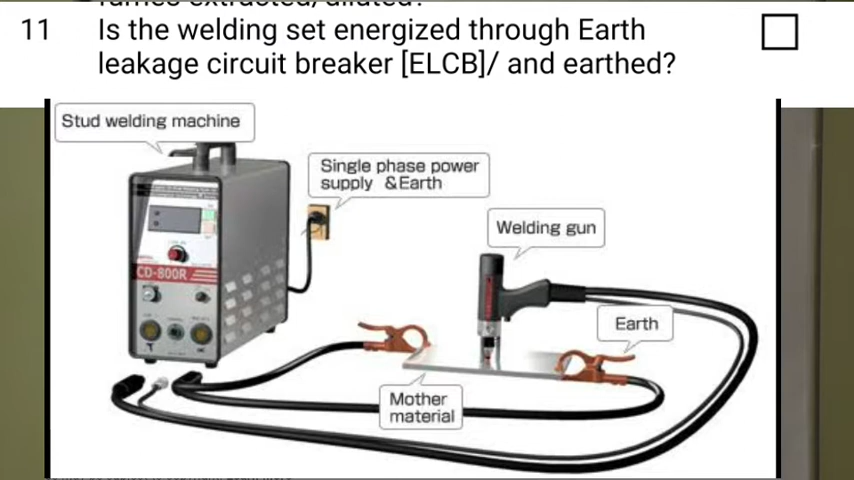 11 Is the welding set energized through Earth
leakage circuit breaker [ELCB]/ and earthed?
Stud welding machine
Single phase power
supply &Earth
Welding gun
CD-800R
Earth
Mother
material